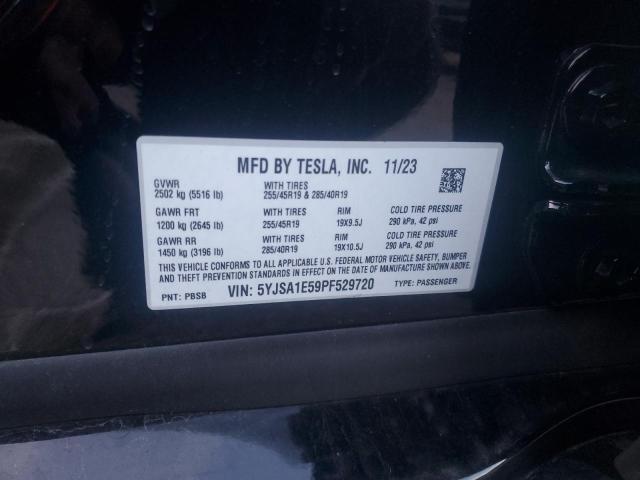 MFD BY TESLA, INC. 11/23
GVWR WITH TIRES
2502 kg (5516 lb) 255/45R19 & 285/40R19
GAWR FRT WITH TIRES RIM COLD TIRE PRESSURE
1200 kg (2645 lb) 255/45R19 19X9.5J 290 kPa, 42 psi
GAWR RR WITH TIRES RIM COLD TIRE PRESSURE
1450 kg (3196 lb) 285/40R19 19X10.5J 290 kPa, 42 psi
THIS VEHICLE CONFORMS TO ALL APPLICABLE U.S. FEDERAL MOTOR VEHICLE SAFETY, BUMPER,
AND THEFT PREVENTION STANDARDS IN EFFECT ON THE DATE OF MANUFACTURE SHOWN ABOVE.
PNT: PBSB VIN: 5YJSA1E59PF529720 TYPE: PASSENGER